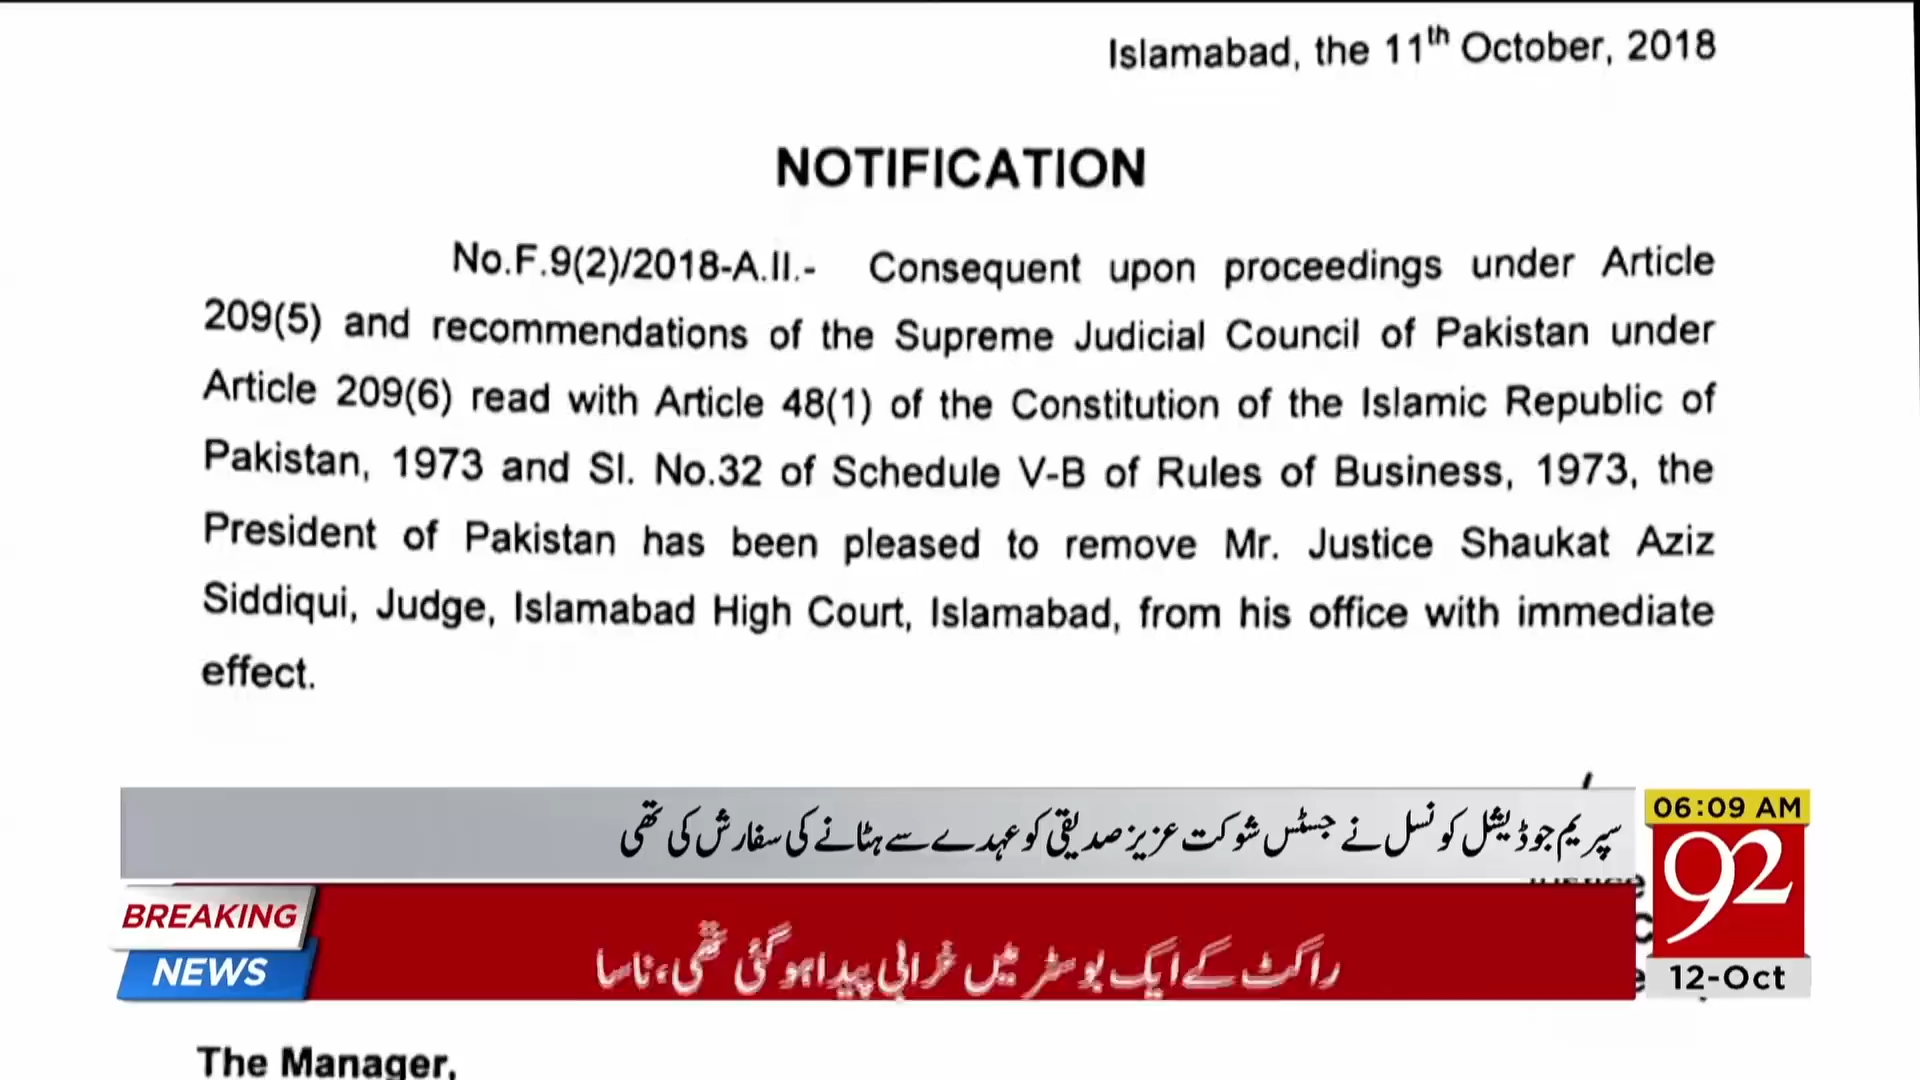 Islamabad, the 11th October, 2018
NOTIFICATION
No.F.9(2)/2018-A.II.- Consequent upon proceedings under Article
209(5) and recommendations of the Supreme Judicial Council of Pakistan under
Article 209(6) read with Article 48(1) of the Constitution of the Islamic Republic of
Pakistan, 1973 and Sl. No.32 of Schedule V-B of Rules of Business, 1973, the
President of Pakistan has been pleased to remove Mr. Justice Shaukat Aziz
Siddiqui, Judge, Islamabad High Court, Islamabad, from his office with immediate
effect.
سپریم جوڈیشل کونسل نے جسٹس شوکت عزیز صدیقی کو عہدے سے ہٹانے کی سفارش کی تھی
06:09 AM
92
12-Oct
BREAKING
NEWS
راکٹ کے ایک بوسٹر میں خرابی پیدا ہو گئی تھی، ناسا
The Manager,